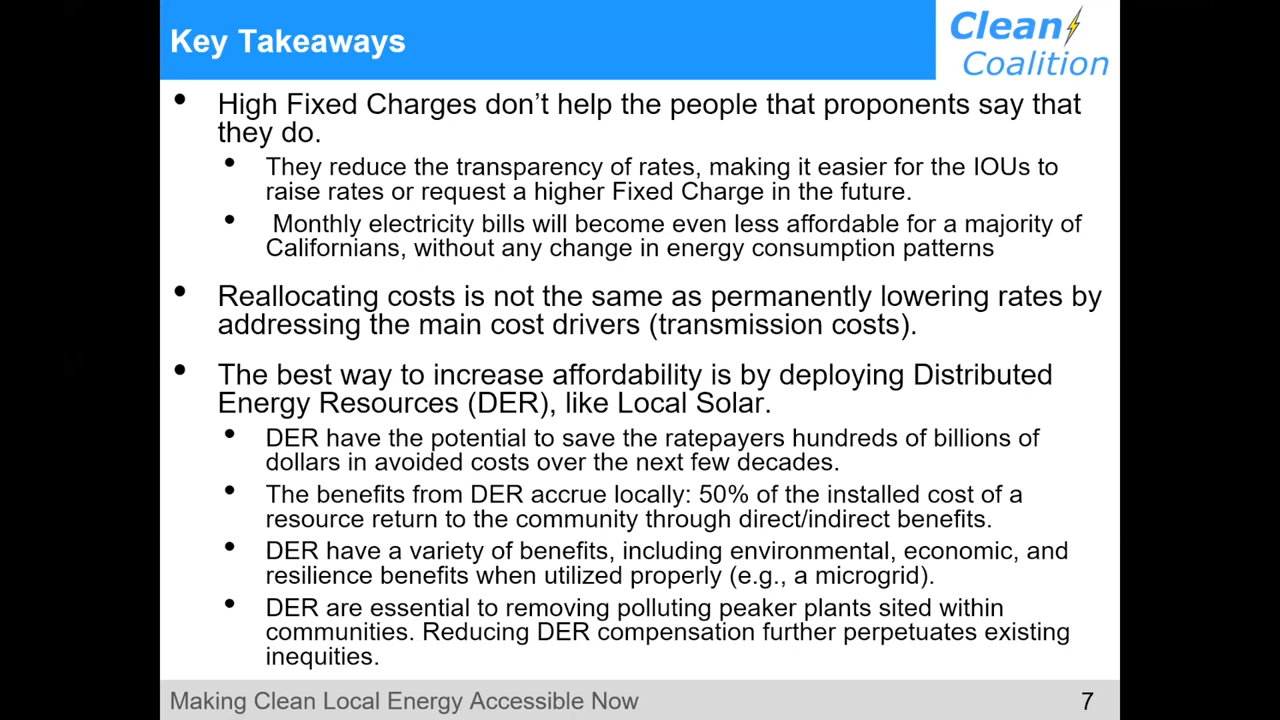 Key Takeaways
Clean
Coalition
• High Fixed Charges don't help the people that proponents say that
they do.
• They reduce the transparency of rates, making it easier for the IOUs to
raise rates or request a higher Fixed Charge in the future.
• Monthly electricity bills will become even less affordable for a majority of
Californians, without any change in energy consumption patterns
• Reallocating costs is not the same as permanently lowering rates by
addressing the main cost drivers (transmission costs).
• The best way to increase affordability is by deploying Distributed
Energy Resources (DER), like Local Solar.
• DER have the potential to save the ratepayers hundreds of billions of
dollars in avoided costs over the next few decades.
• The benefits from DER accrue locally: 50% of the installed cost of a
resource return to the community through direct/indirect benefits.
• DER have a variety of benefits, including environmental, economic, and
resilience benefits when utilized properly (e.g., a microgrid).
• DER are essential to removing polluting peaker plants sited within
communities. Reducing DER compensation further perpetuates existing
inequities.
Making Clean Local Energy Accessible Now
7